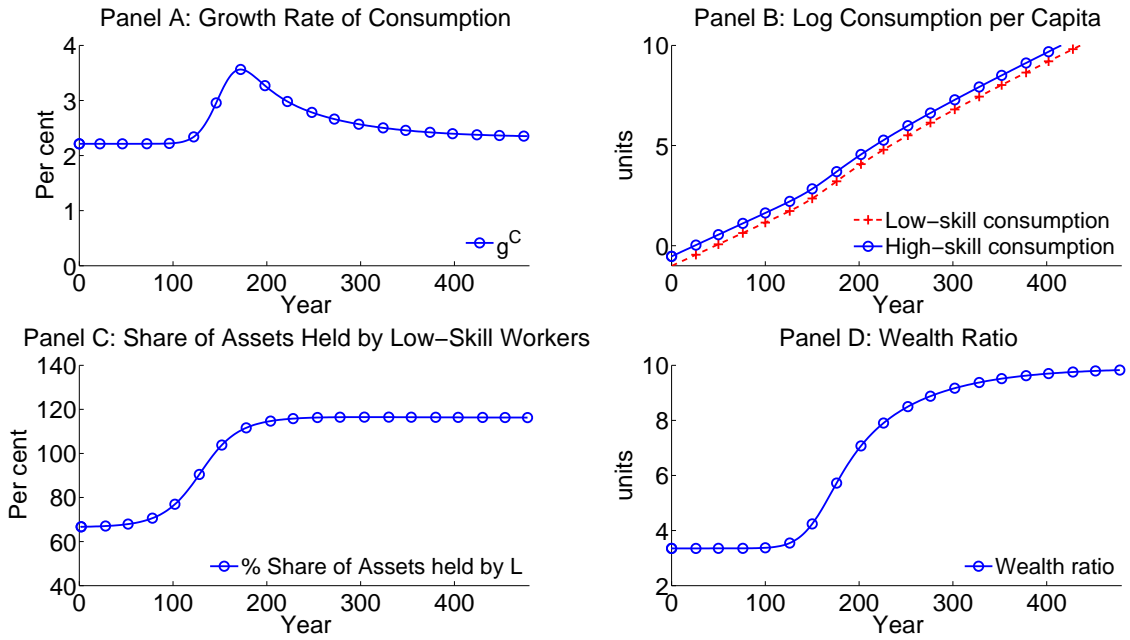 Panel A: Growth Rate of Consumption
4
3
2
1
0
Per cent
0 100 200 300 400
Year
g^C
Panel B: Log Consumption per Capita
10
5
0
units
0 100 200 300 400
Year
Low-skill consumption
High-skill consumption
Panel C: Share of Assets Held by Low-Skill Workers
140
120
100
80
60
40
Per cent
0 100 200 300 400
Year
% Share of Assets held by L
Panel D: Wealth Ratio
10
8
6
4
2
units
0 100 200 300 400
Year
Wealth ratio